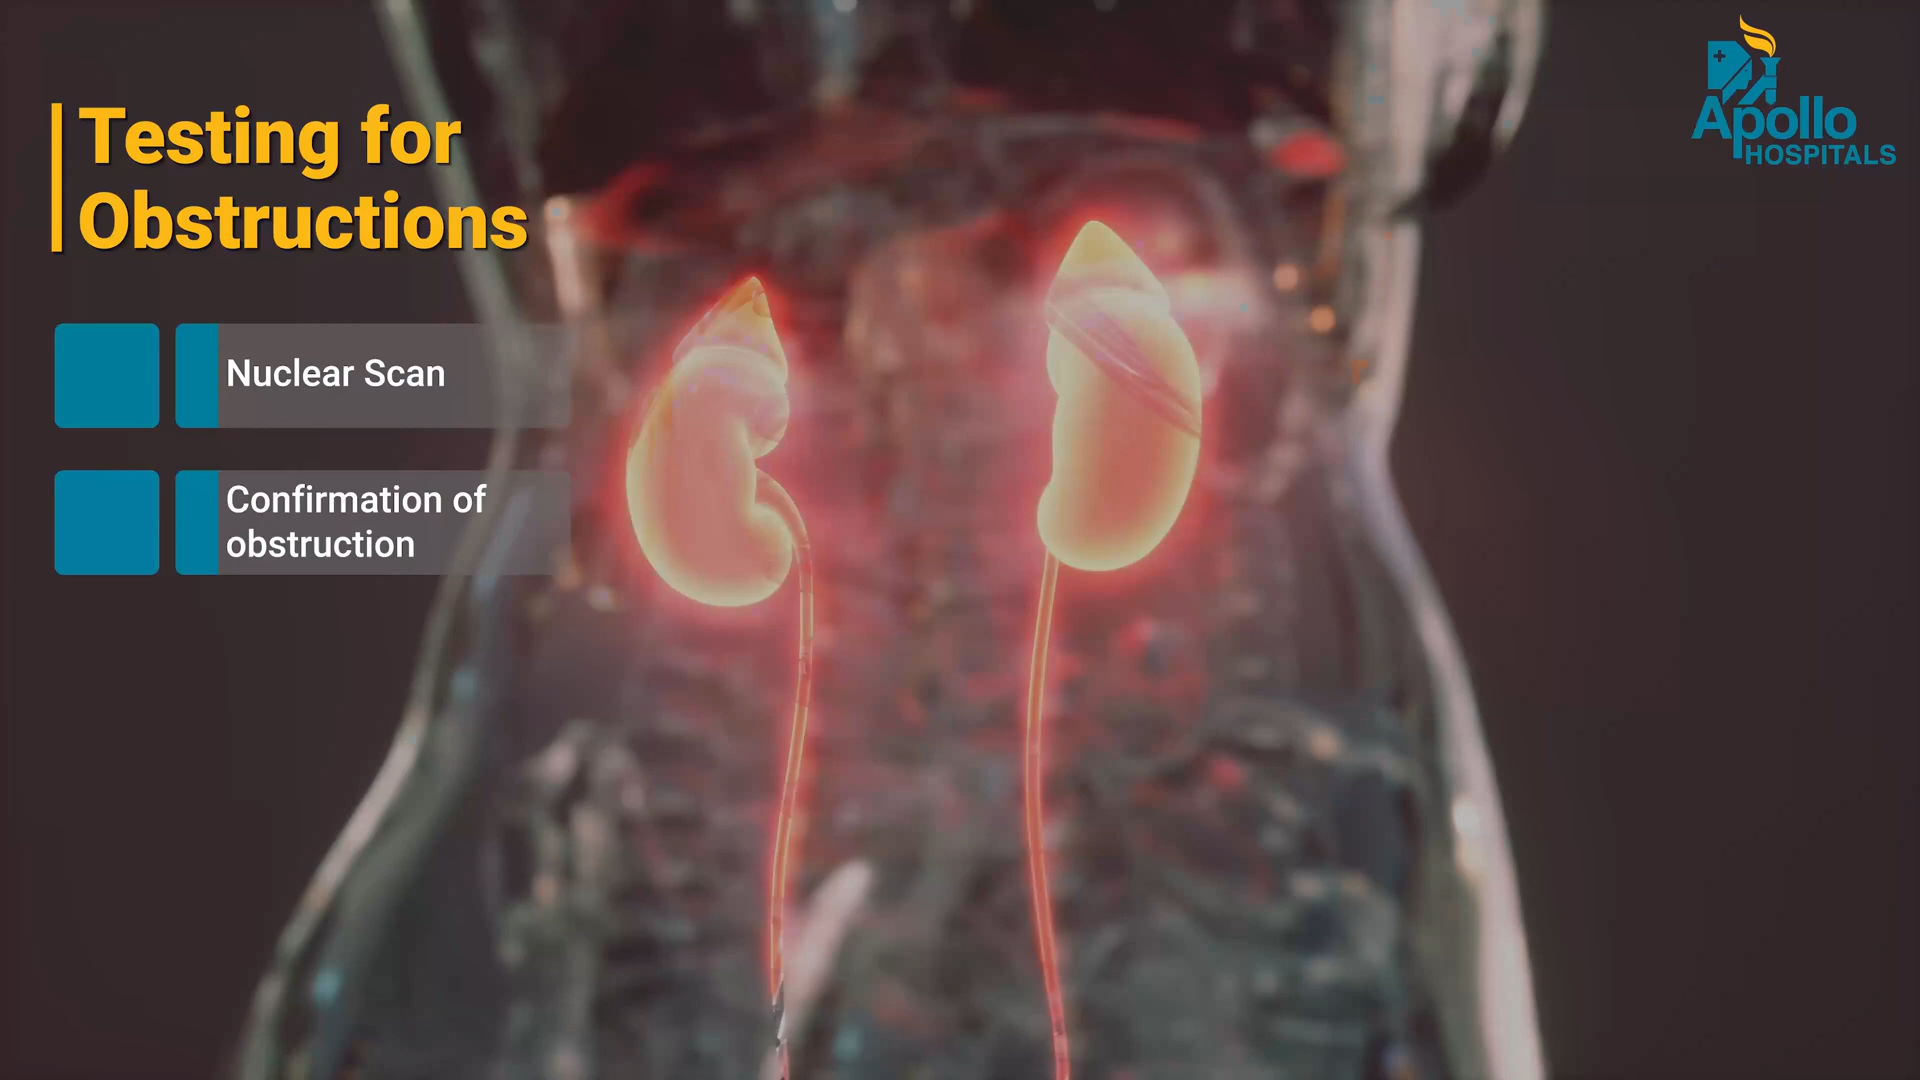 Testing for
Obstructions
Nuclear Scan
Confirmation of
obstruction
Apollo
HOSPITALS